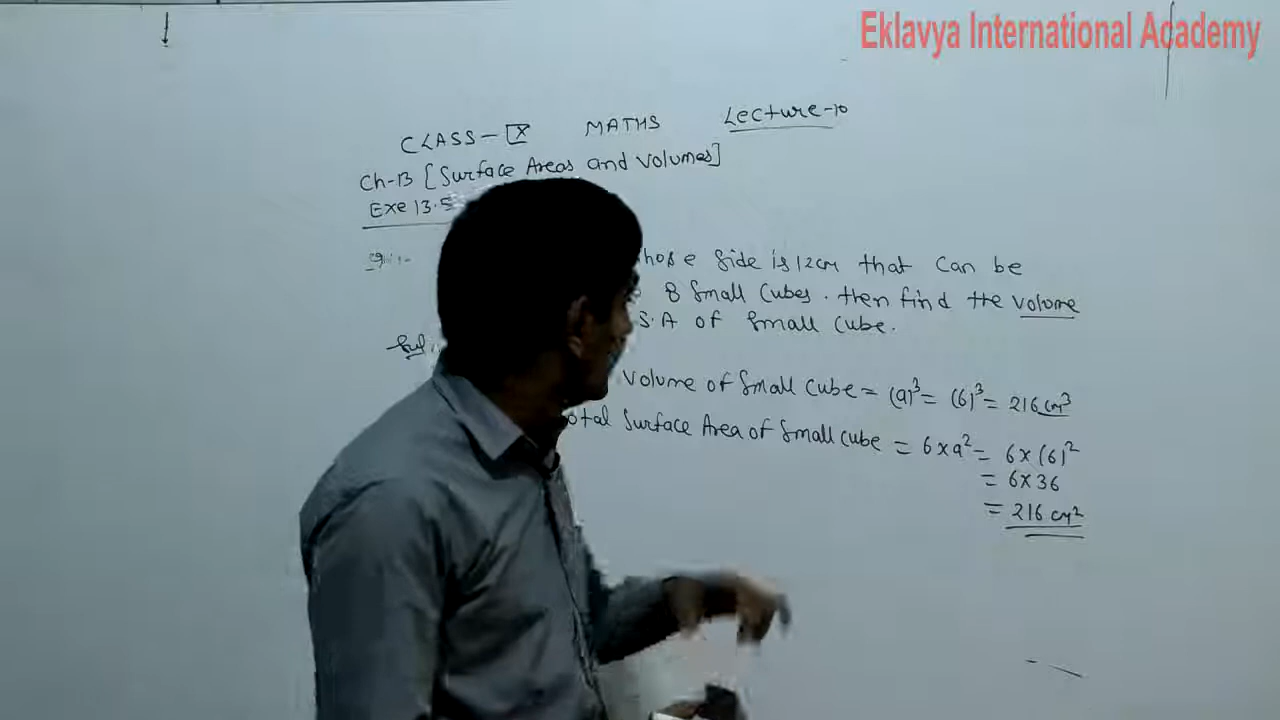 Eklavya International Academy
CLASS - X MATHS Lecture-10
Ch-13 [Surface Areas and Volumes]
Exe 13.5
side is 12cm that can be
8 small cubes. then find the volume
S.A of small cube.
Sol:
Volume of small cube = (a)³ = (6)³ = 216 cm³
Surface Area of small cube = 6×a² = 6×(6)²
= 6×36
= 216 cm²